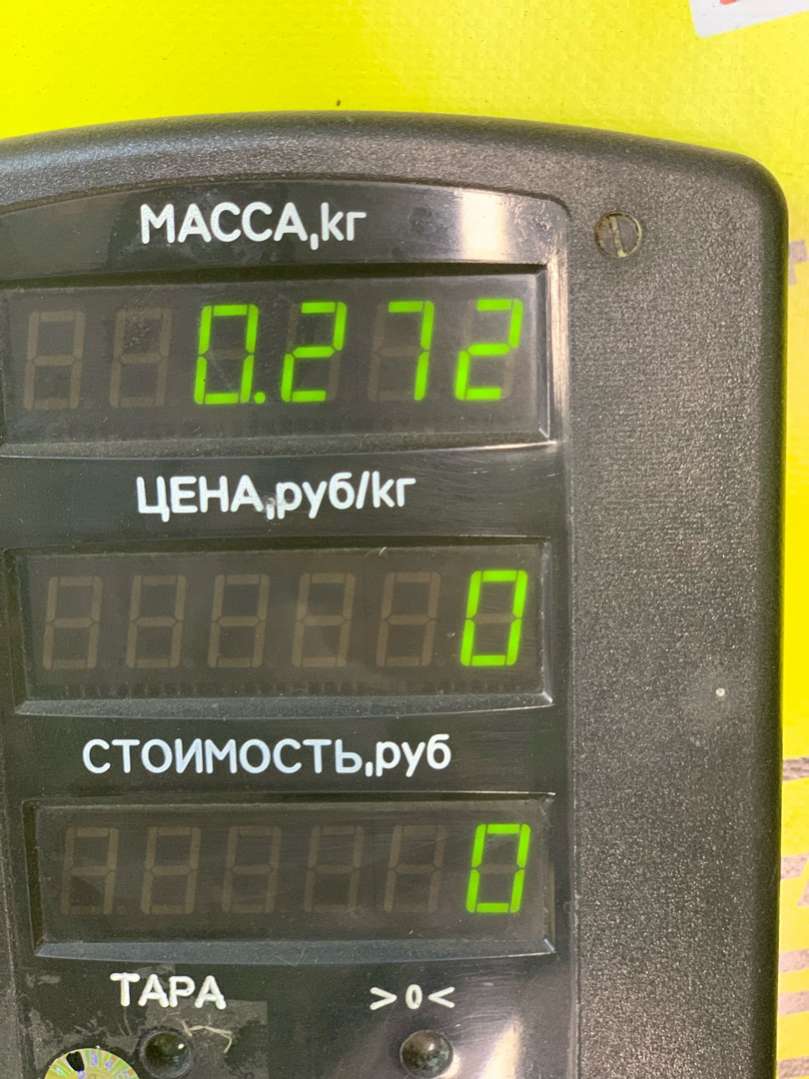 МАССА,кг
0.272
ЦЕНА,руб/кг
0
СТОИМОСТЬ,руб
0
ТАРА >0<